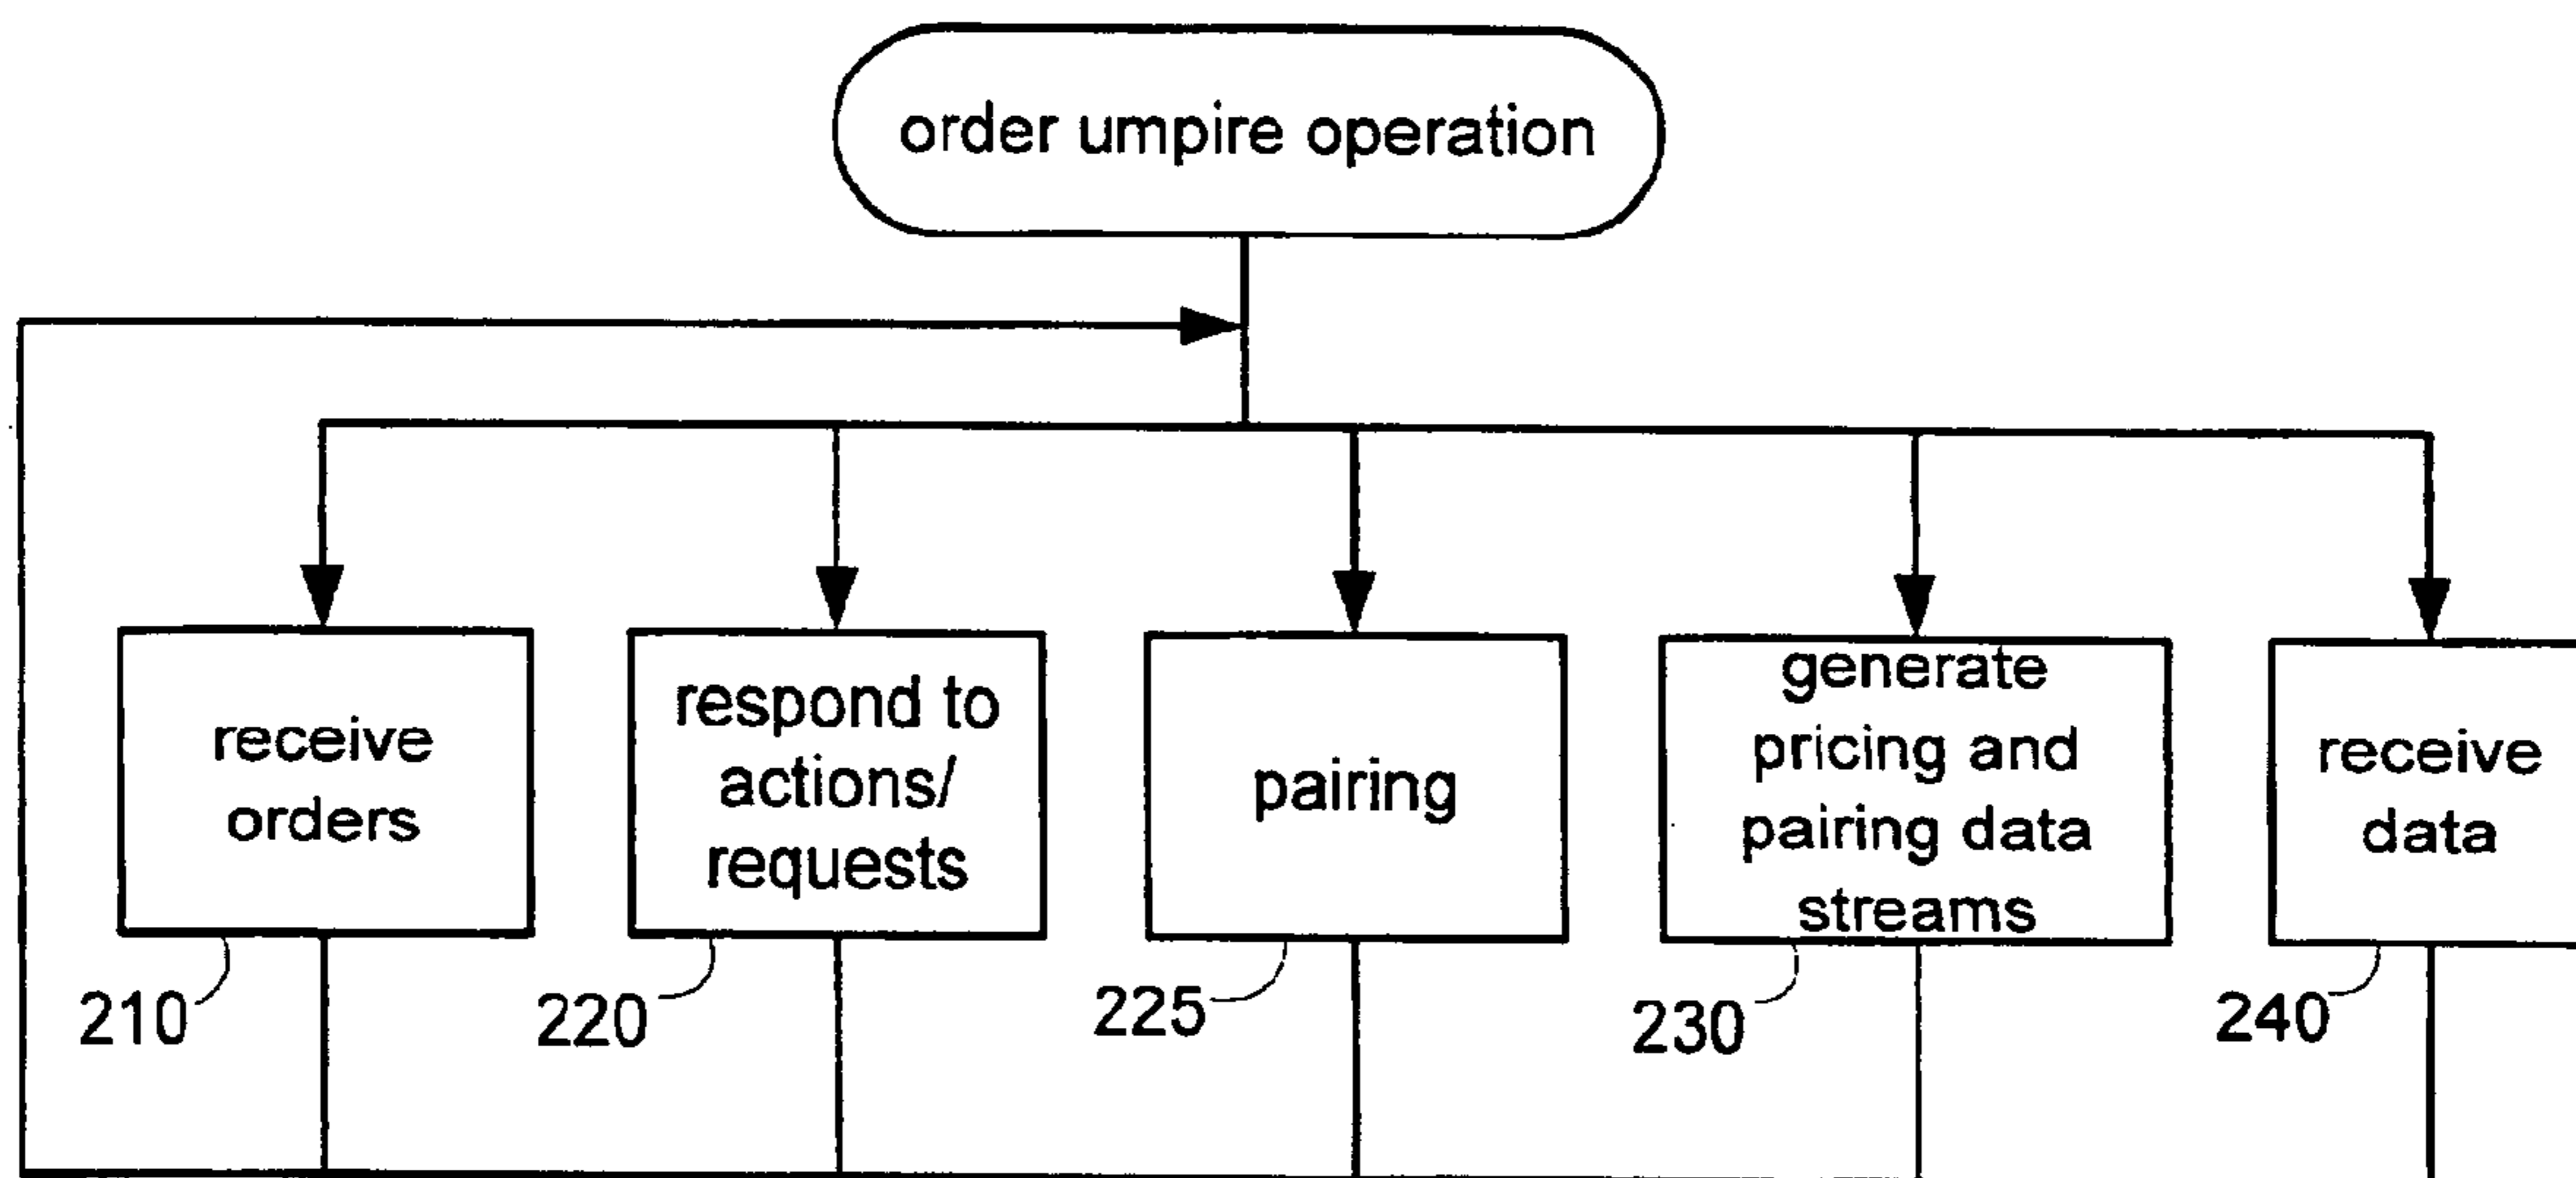 order umpire operation
receive
orders
respond to
actions/
requests
pairing
generate
pricing and
pairing data
streams
receive
data
210
220
225
230
240